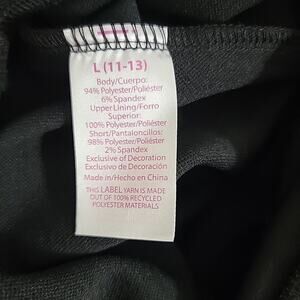 L (11-13)
Body/Cuerpo:
94% Polyester/Poliéster
6% Spandex
Upper Lining/Forro
Superior:
100% Polyester/Poliéster
Short/Pantaloncillos:
98% Polyester/Poliéster
2% Spandex
Exclusive of Decoration
Exclusivo de Decoración
Made in/Hecho en China
THIS LABEL YARN IS MADE
OUT OF 100% RECYCLED
POLYESTER MATERIALS